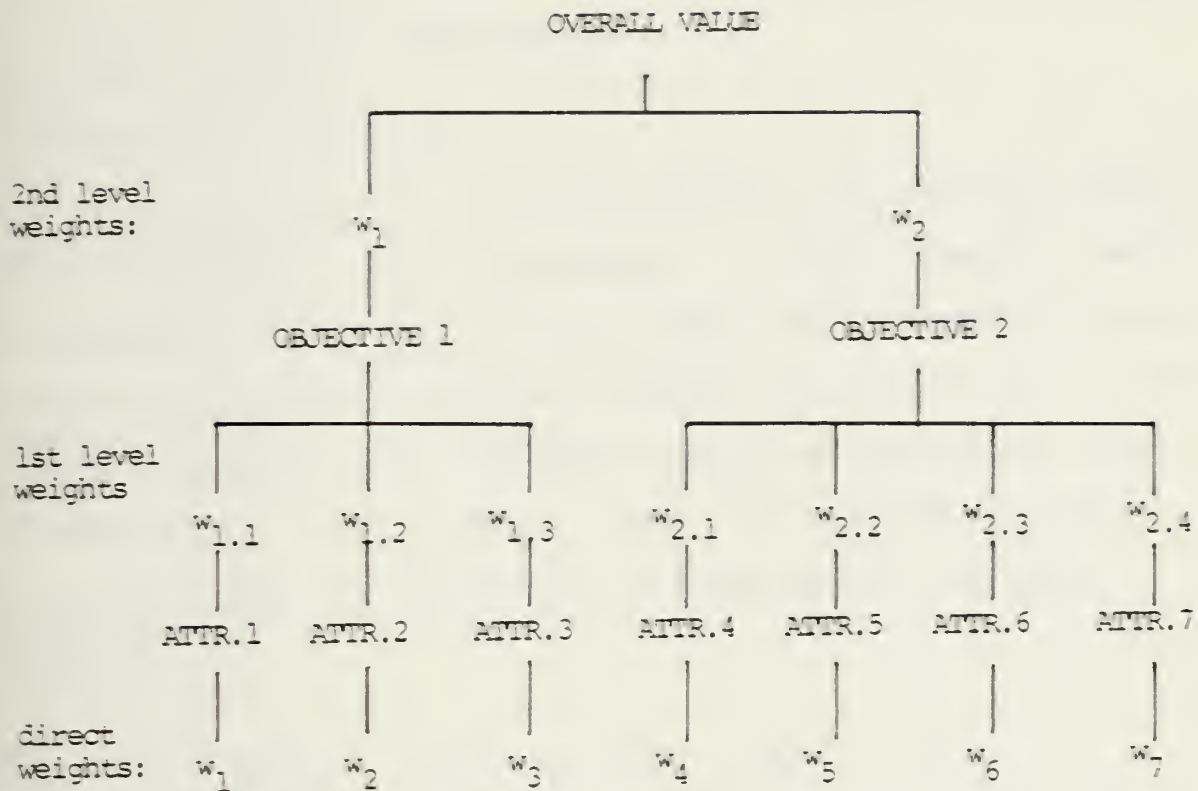 OVERALL VALUE
2nd level
weights:
w1
w2
OBJECTIVE 1
OBJECTIVE 2
1st level
weights
w1.1
w1.2
w1.3
w2.1
w2.2
w2.3
w2.4
ATTR.1
ATTR.2
ATTR.3
ATTR.4
ATTR.5
ATTR.6
ATTR.7
direct
weights:
w1
w2
w3
w4
w5
w6
w7